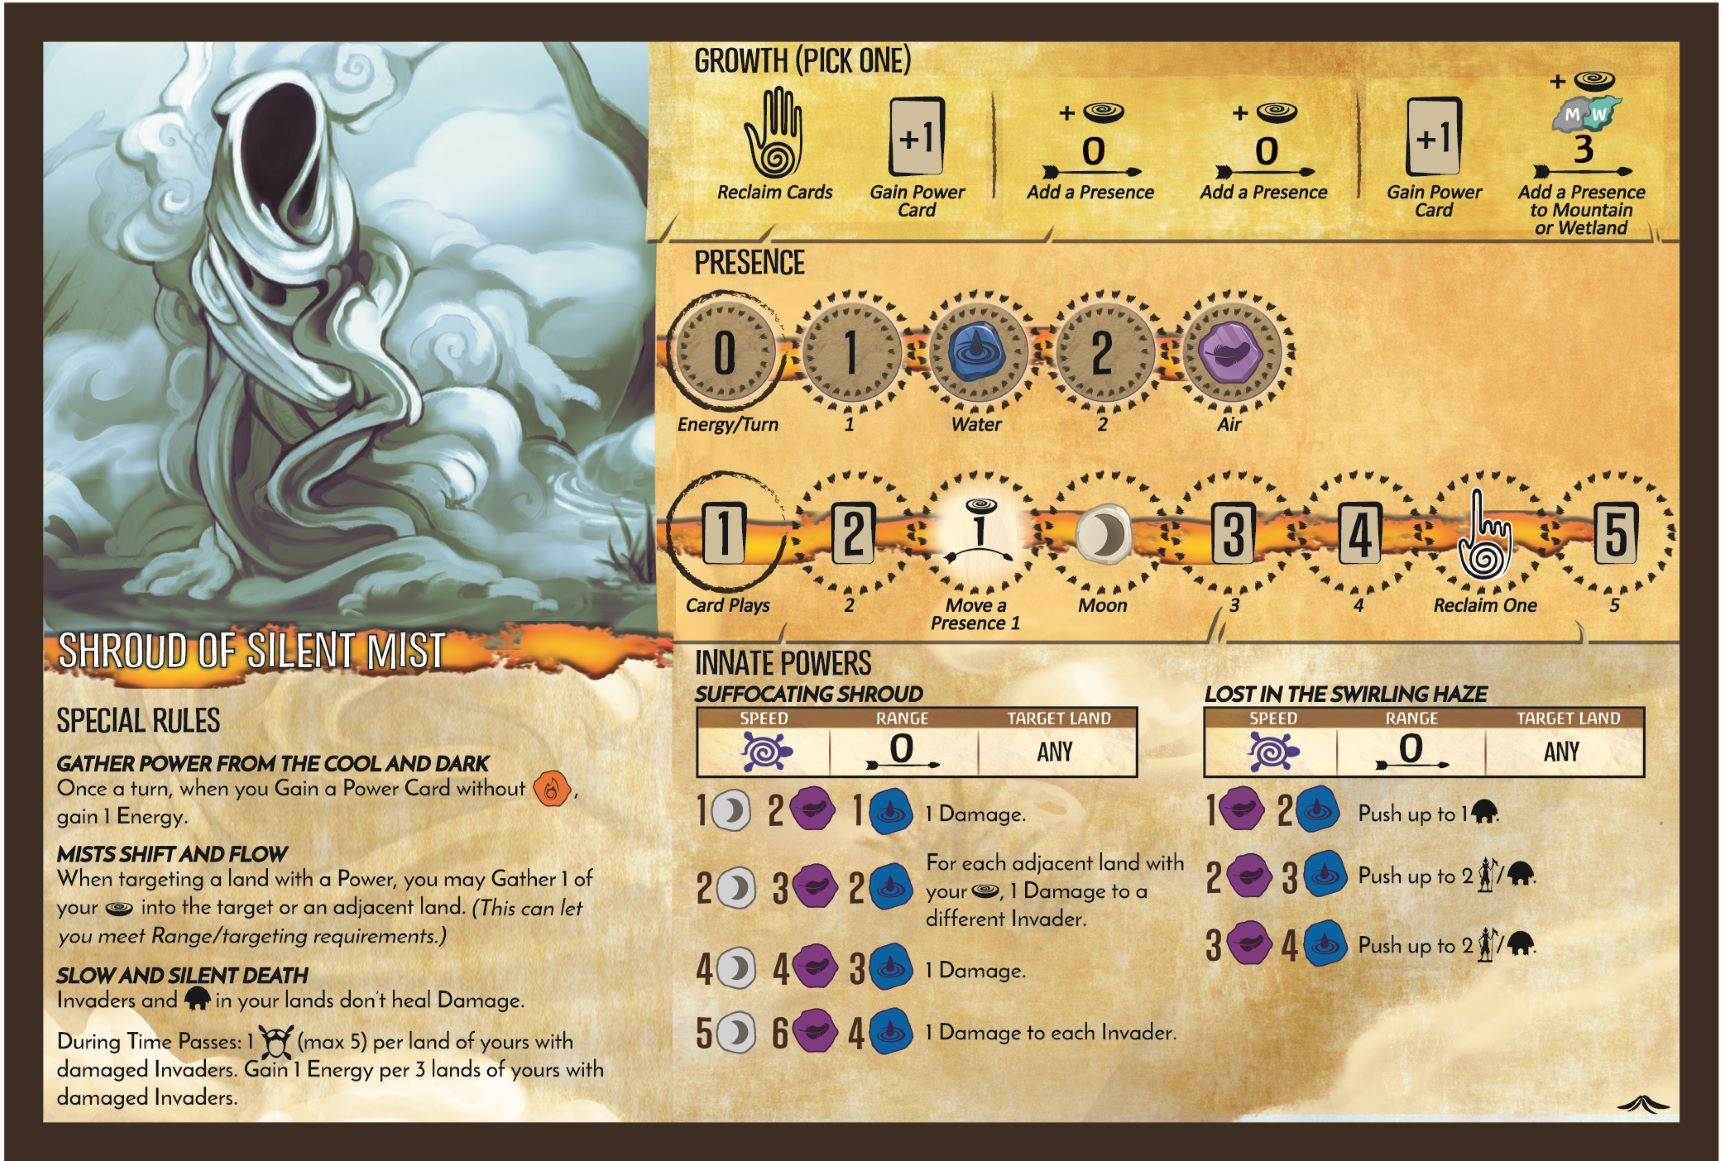 GROWTH (PICK ONE)
+1
+
0
+
0
+1
+
M W
3
Reclaim Cards
Gain Power
Card
Add a Presence
Add a Presence
Gain Power
Card
Add a Presence
to Mountain
or Wetland
PRESENCE
0
1
2
Energy/Turn
1
Water
2
Air
1
2
1
3
4
5
Card Plays
2
Move a
Presence 1
Moon
3
4
Reclaim One
5
SHROUD OF SILENT MIST
SPECIAL RULES
GATHER POWER FROM THE COOL AND DARK
Once a turn, when you Gain a Power Card without ,
gain 1 Energy.
MISTS SHIFT AND FLOW
When targeting a land with a Power, you may Gather 1 of
your into the target or an adjacent land. (This can let
you meet Range/targeting requirements.)
SLOW AND SILENT DEATH
Invaders and in your lands don't heal Damage.
During Time Passes: 1 (max 5) per land of yours with
damaged Invaders. Gain 1 Energy per 3 lands of yours with
damaged Invaders.
INNATE POWERS
SUFFOCATING SHROUD
SPEED RANGE TARGET LAND
0 ANY
1 2 1 1 Damage.
2 3 2 For each adjacent land with
your , 1 Damage to a
different Invader.
4 4 3 1 Damage.
5 6 4 1 Damage to each Invader.
LOST IN THE SWIRLING HAZE
SPEED RANGE TARGET LAND
0 ANY
1 2 Push up to 1 .
2 3 Push up to 2 / .
3 4 Push up to 2 / .